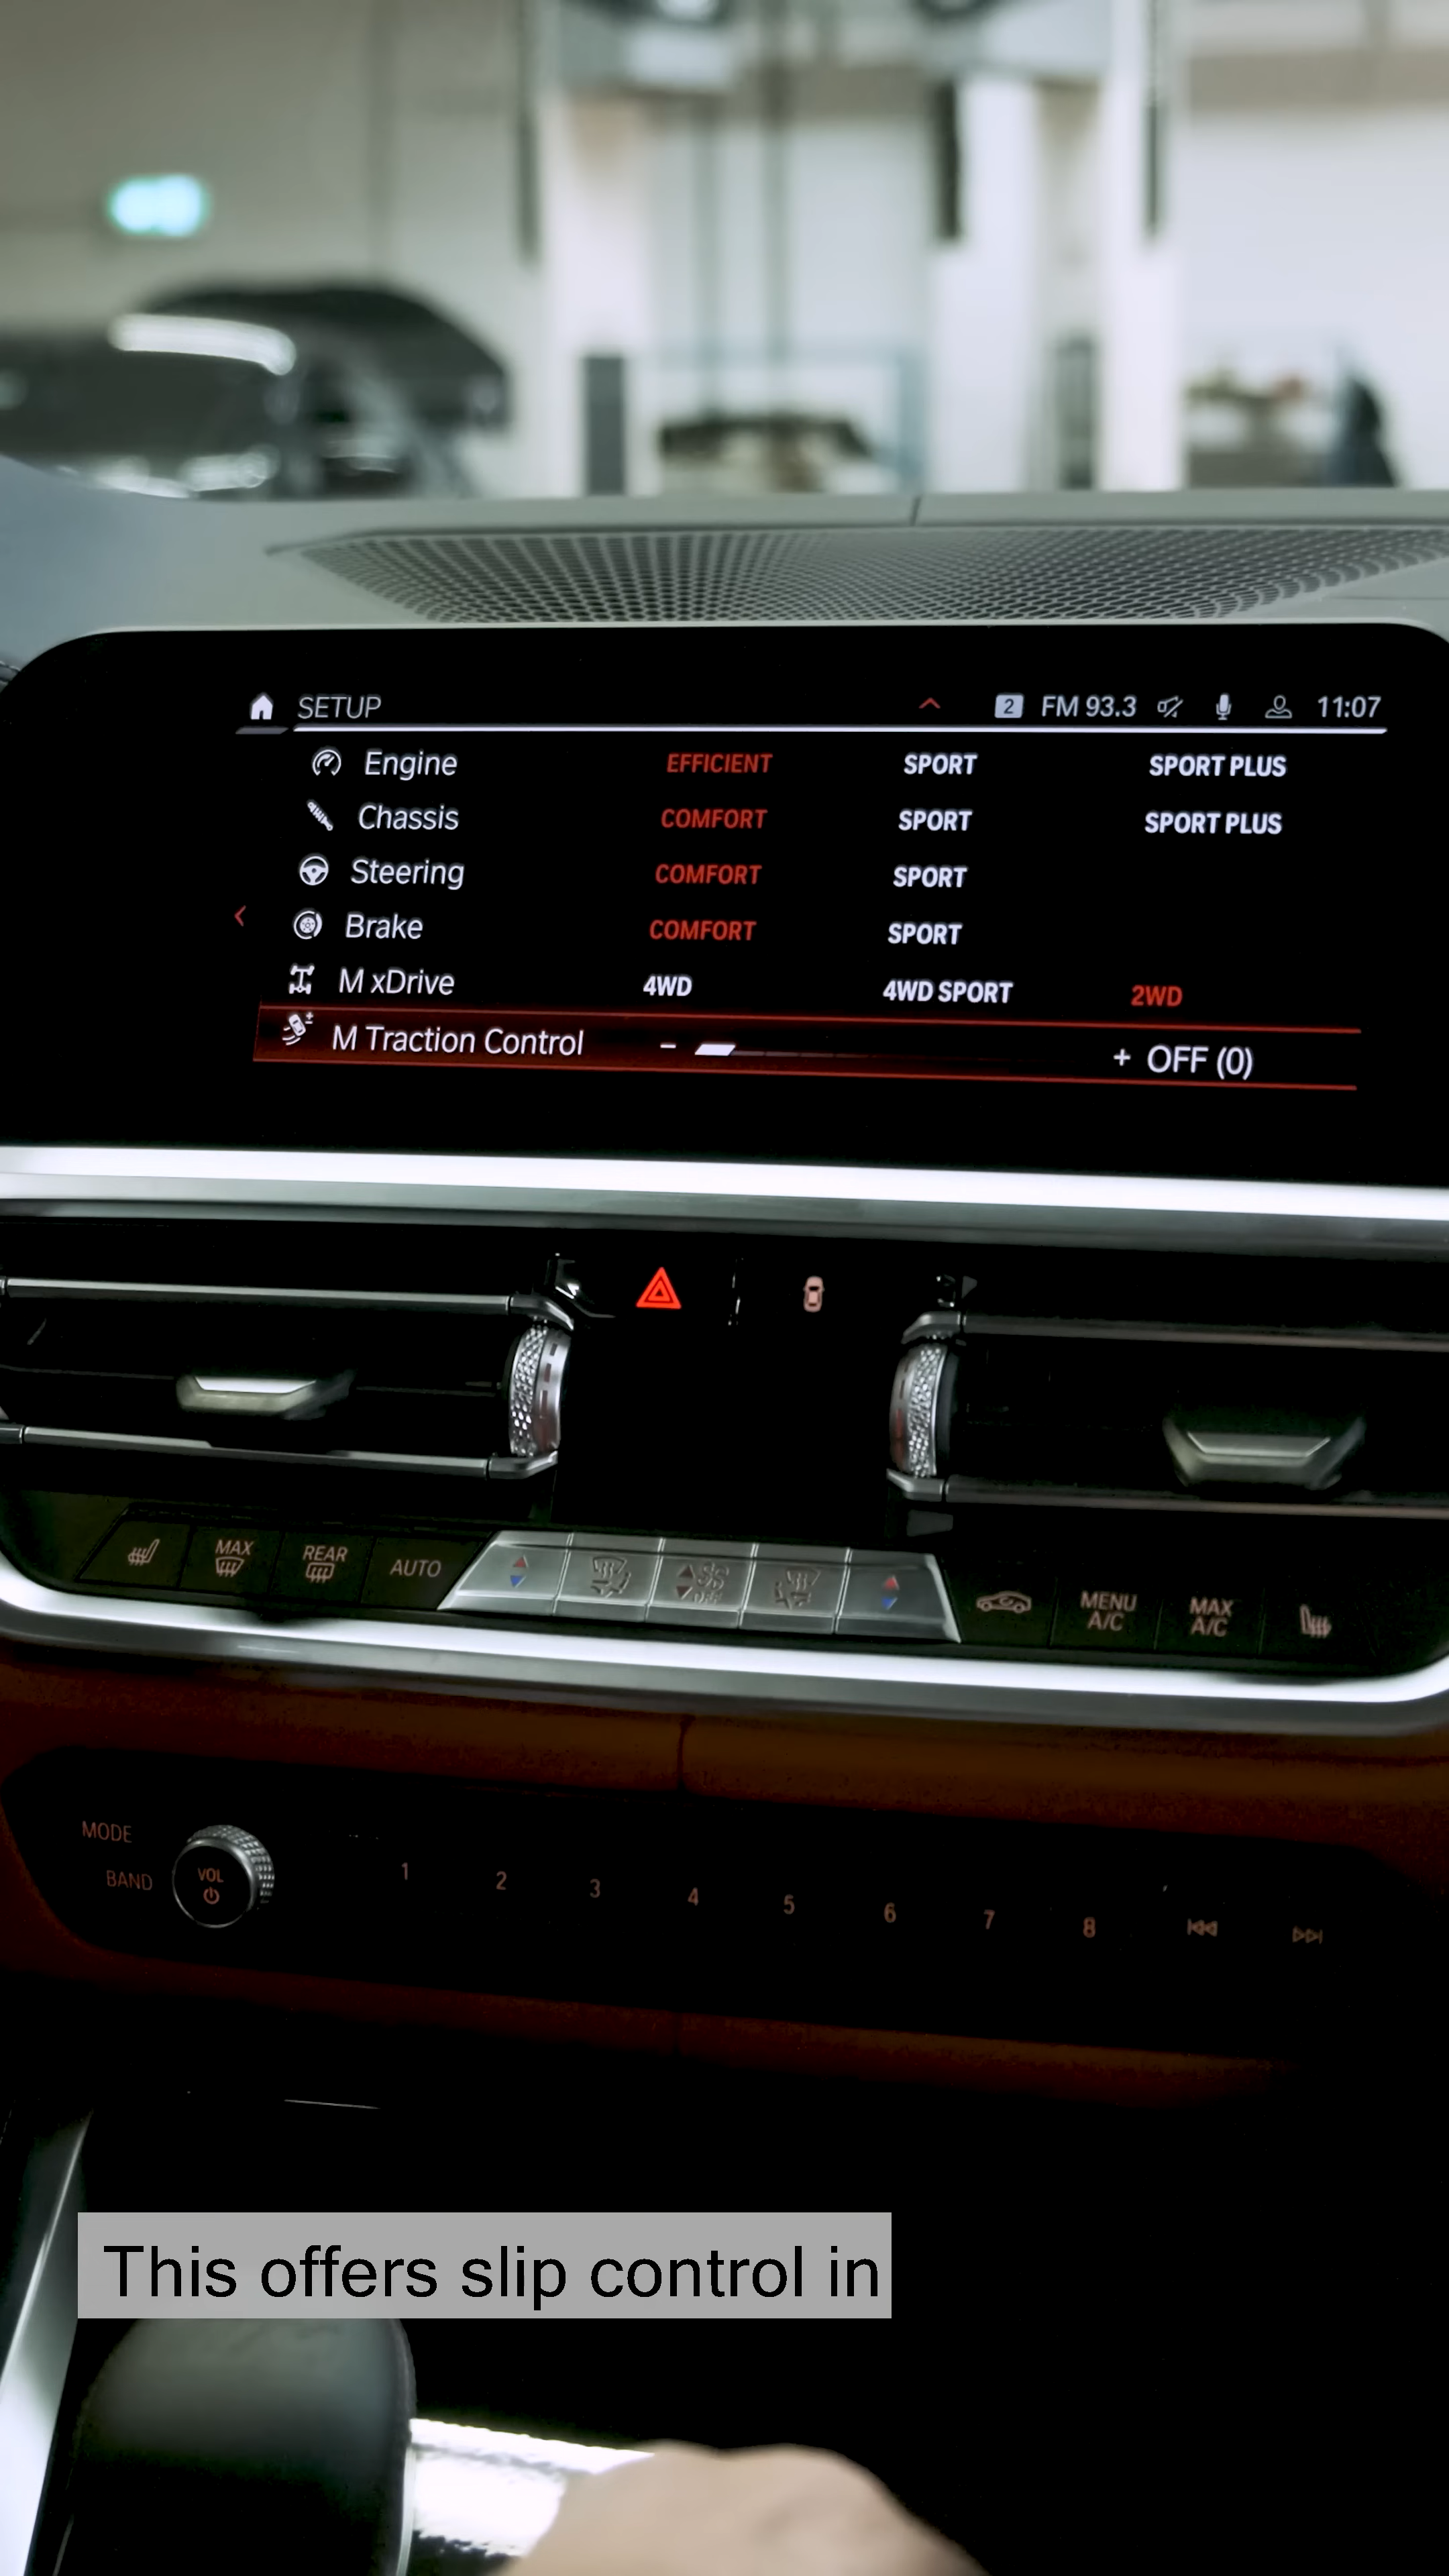 SETUP 2 FM 93.3 11:07
Engine EFFICIENT SPORT SPORT PLUS
Chassis COMFORT SPORT SPORT PLUS
Steering COMFORT SPORT
Brake COMFORT SPORT
M xDrive 4WD 4WD SPORT 2WD
M Traction Control – + OFF (0)
MAX REAR AUTO MENU A/C MAX A/C
MODE
BAND VOL 1 2 3 4 5 6 7 8
This offers slip control in